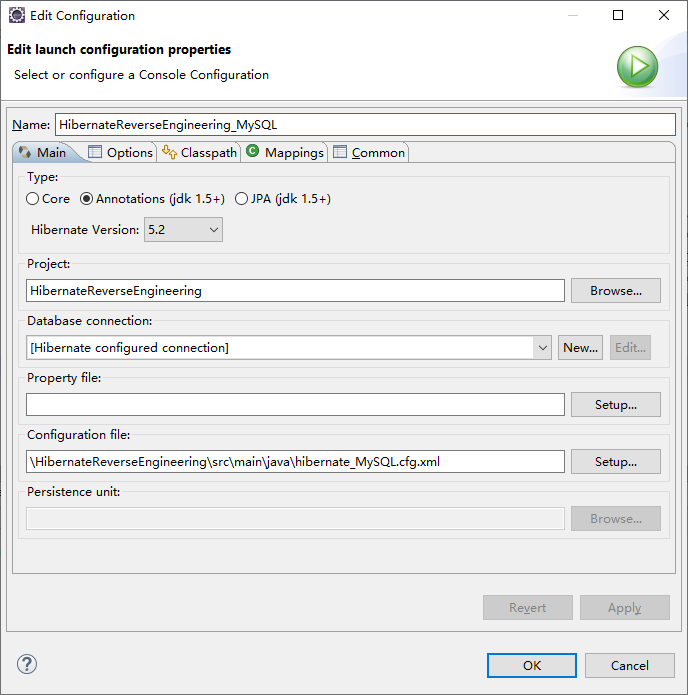 Edit Configuration
Edit launch configuration properties
Select or configure a Console Configuration
Name: HibernateReverseEngineering_MySQL
Main Options Classpath Mappings Common
Type:
Core Annotations (jdk 1.5+) JPA (jdk 1.5+)
Hibernate Version: 5.2
Project:
HibernateReverseEngineering Browse...
Database connection:
[Hibernate configured connection] New... Edit...
Property file:
Setup...
Configuration file:
\HibernateReverseEngineering\src\main\java\hibernate_MySQL.cfg.xml Setup...
Persistence unit:
Browse...
Revert Apply
OK Cancel